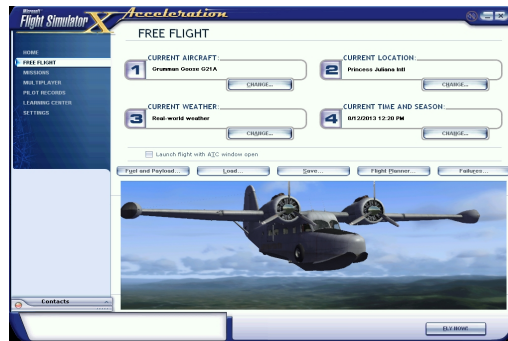 Microsoft
Flight Simulator X
Acceleration
FREE FLIGHT
HOME
FREE FLIGHT
MISSIONS
MULTIPLAYER
PILOT RECORDS
LEARNING CENTER
SETTINGS
1
CURRENT AIRCRAFT:
Grumman Goose G21A
CHANGE...
2
CURRENT LOCATION:
Princess Juliana Intl
CHANGE...
3
CURRENT WEATHER:
Real-world weather
CHANGE...
4
CURRENT TIME AND SEASON:
8/12/2013 12:20 PM
CHANGE...
Launch flight with ATC window open
Fuel and Payload...
Load...
Save...
Flight Planner...
Failures...
Contacts
FLY NOW!